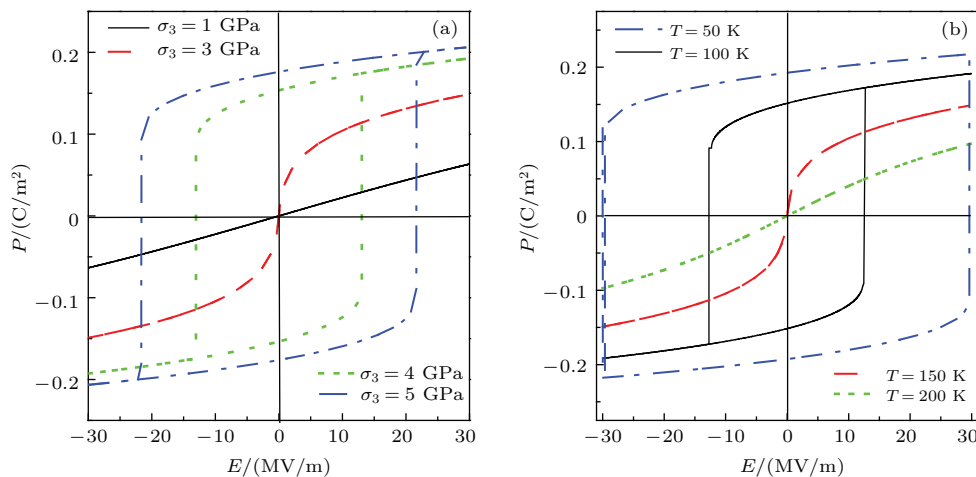 (a)
σ₃ = 1 GPa
σ₃ = 3 GPa
0.2
0.1
0
−0.1
−0.2
P/(C/m²)
σ₃ = 4 GPa
σ₃ = 5 GPa
−30 −20 −10 0 10 20 30
E/(MV/m)
(b)
T = 50 K
T = 100 K
0.2
0.1
0
−0.1
−0.2
P/(C/m²)
T = 150 K
T = 200 K
−30 −20 −10 0 10 20 30
E/(MV/m)